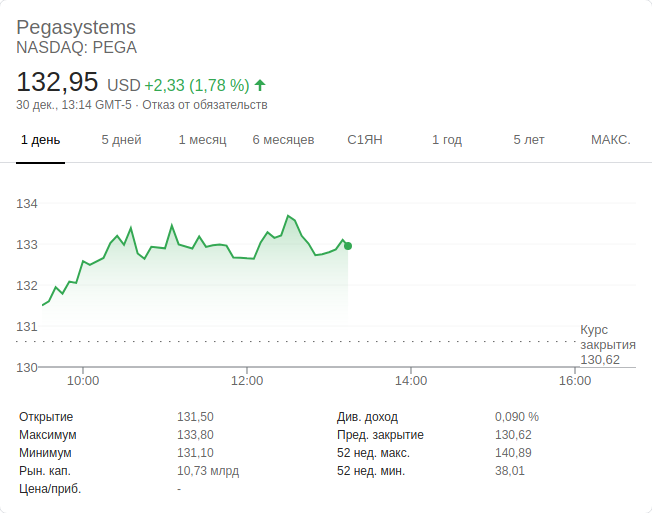 Pegasystems
NASDAQ: PEGA
132,95 USD +2,33 (1,78 %)
30 дек., 13:14 GMT-5 · Отказ от обязательств
1 день 5 дней 1 месяц 6 месяцев С1ЯН 1 год 5 лет МАКС.
134
133
132
131
130
Курс
закрытия
130,62
10:00 12:00 14:00 16:00
Открытие 131,50 Див. доход 0,090 %
Максимум 133,80 Пред. закрытие 130,62
Минимум 131,10 52 нед. макс. 140,89
Рын. кап. 10,73 млрд 52 нед. мин. 38,01
Цена/приб. -